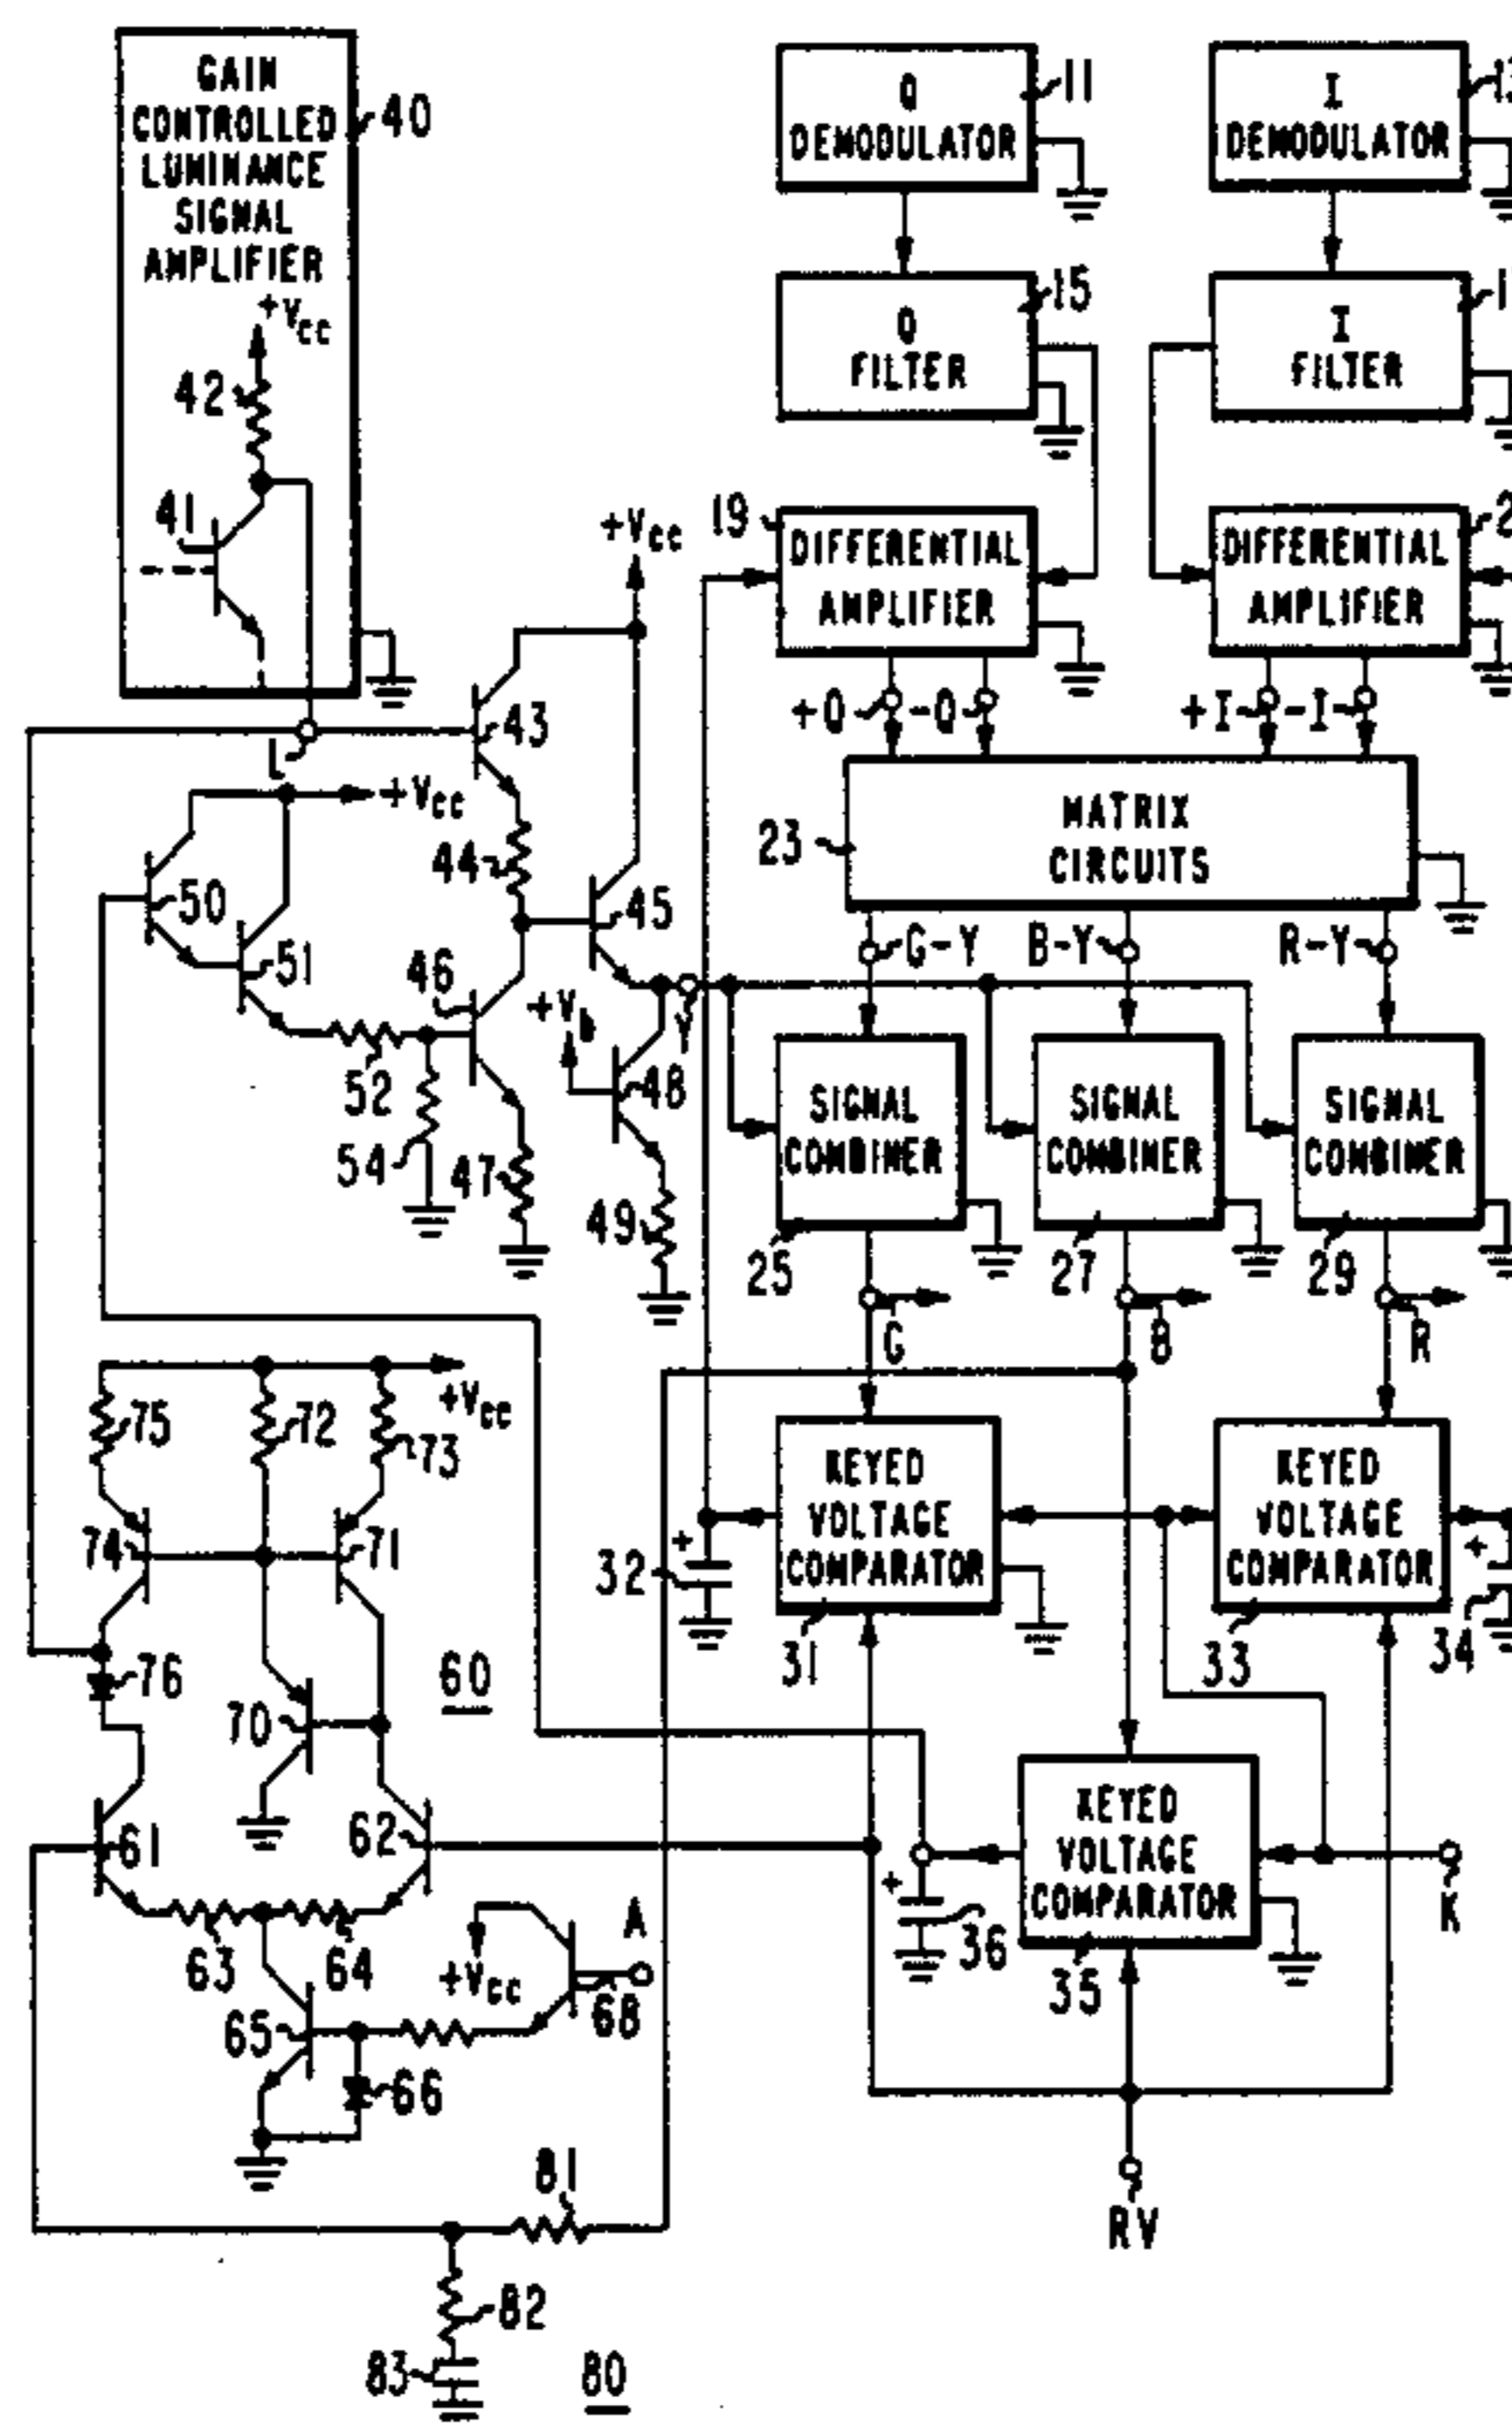 GAIN
CONTROLLED
LUMINANCE
SIGNAL
AMPLIFIER
40
+Vcc
42
41
L
Q
DEMODULATOR
11
I
DEMODULATOR
Q
FILTER
15
I
FILTER
19
DIFFERENTIAL
AMPLIFIER
DIFFERENTIAL
AMPLIFIER
+Q
-Q
+I
-I
MATRIX
CIRCUITS
23
+Vcc
43
+Vcc
44
45
50
51
46
+Vb
Y
48
52
54
47
49
G-Y
B-Y
R-Y
SIGNAL
COMBINER
25
SIGNAL
COMBINER
27
SIGNAL
COMBINER
29
G
B
R
+Vcc
75
72
73
74
71
76
70
60
32
+
KEYED
VOLTAGE
COMPARATOR
31
KEYED
VOLTAGE
COMPARATOR
33
+
34
61
62
63
64
65
66
68
A
+Vcc
+
36
KEYED
VOLTAGE
COMPARATOR
35
K
RV
81
82
83
80